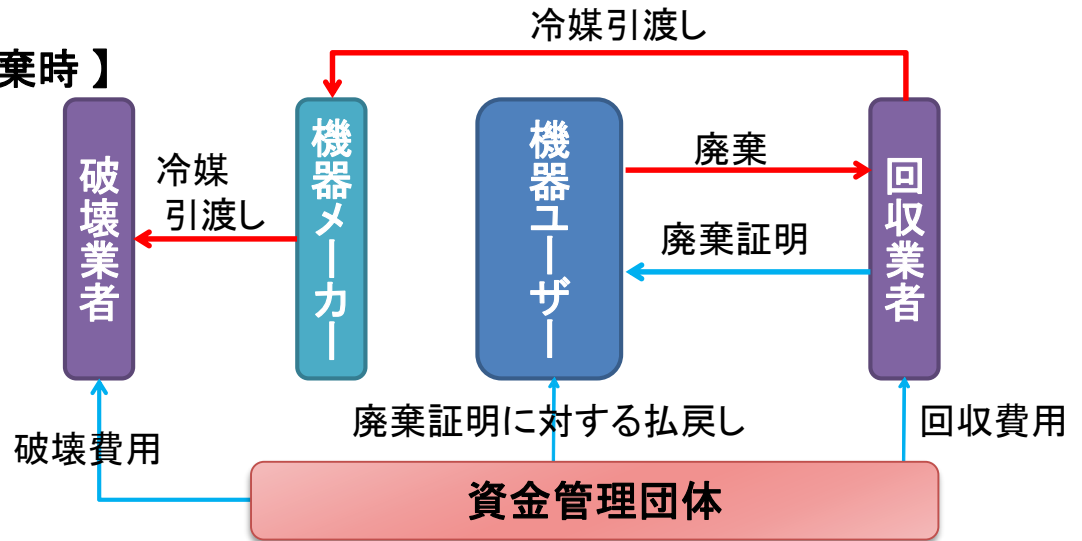 冷媒引渡し
棄時 】
破壊業者
冷媒
引渡し
機器メーカー
機器ユーザー
廃棄
廃棄証明
回収業者
破壊費用
廃棄証明に対する払戻し
回収費用
資金管理団体